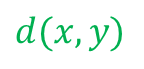 d(x, y)